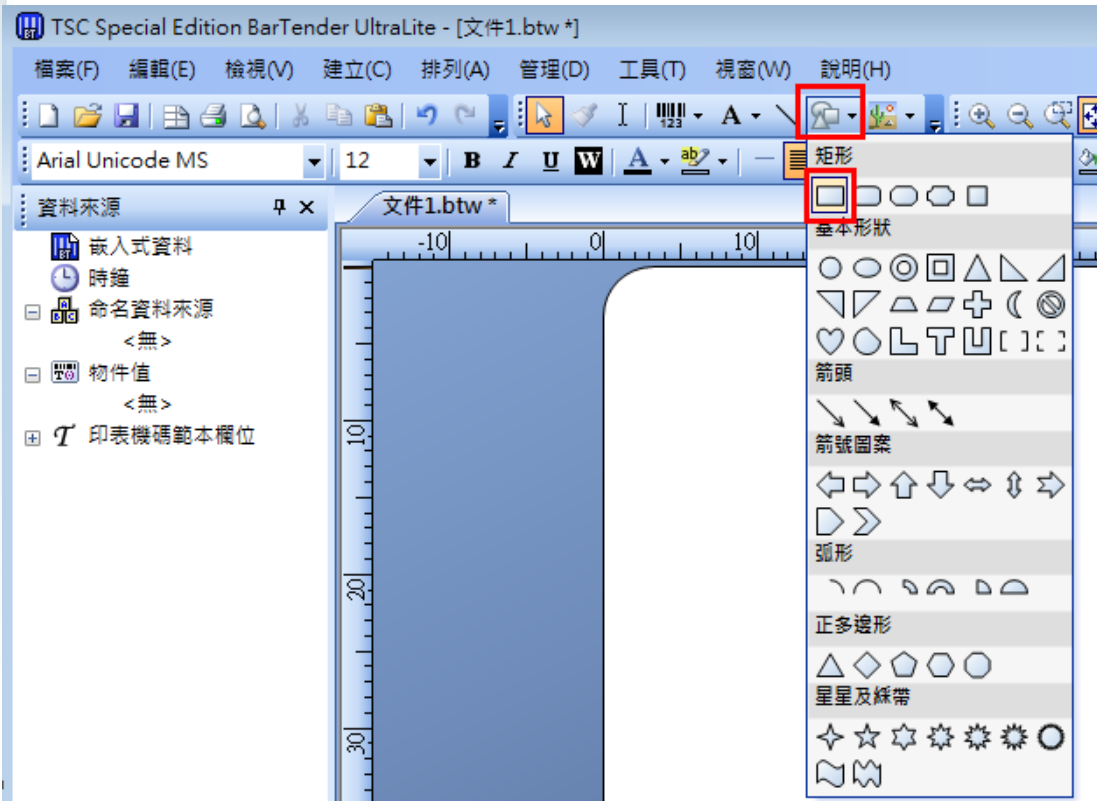 TSC Special Edition BarTender UltraLite - [文件1.btw *]
檔案(F) 編輯(E) 檢視(V) 建立(C) 排列(A) 管理(D) 工具(T) 視窗(W) 說明(H)
123 A
Arial Unicode MS 12 B I U W A ab
資料來源
文件1.btw *
矩形
-10 0 10
嵌入式資料
時鐘
命名資料來源
<無>
物件值
<無>
印表機碼範本欄位
10
20
30
基本形狀
箭頭
箭號圖案
弧形
正多邊形
星星及綵帶